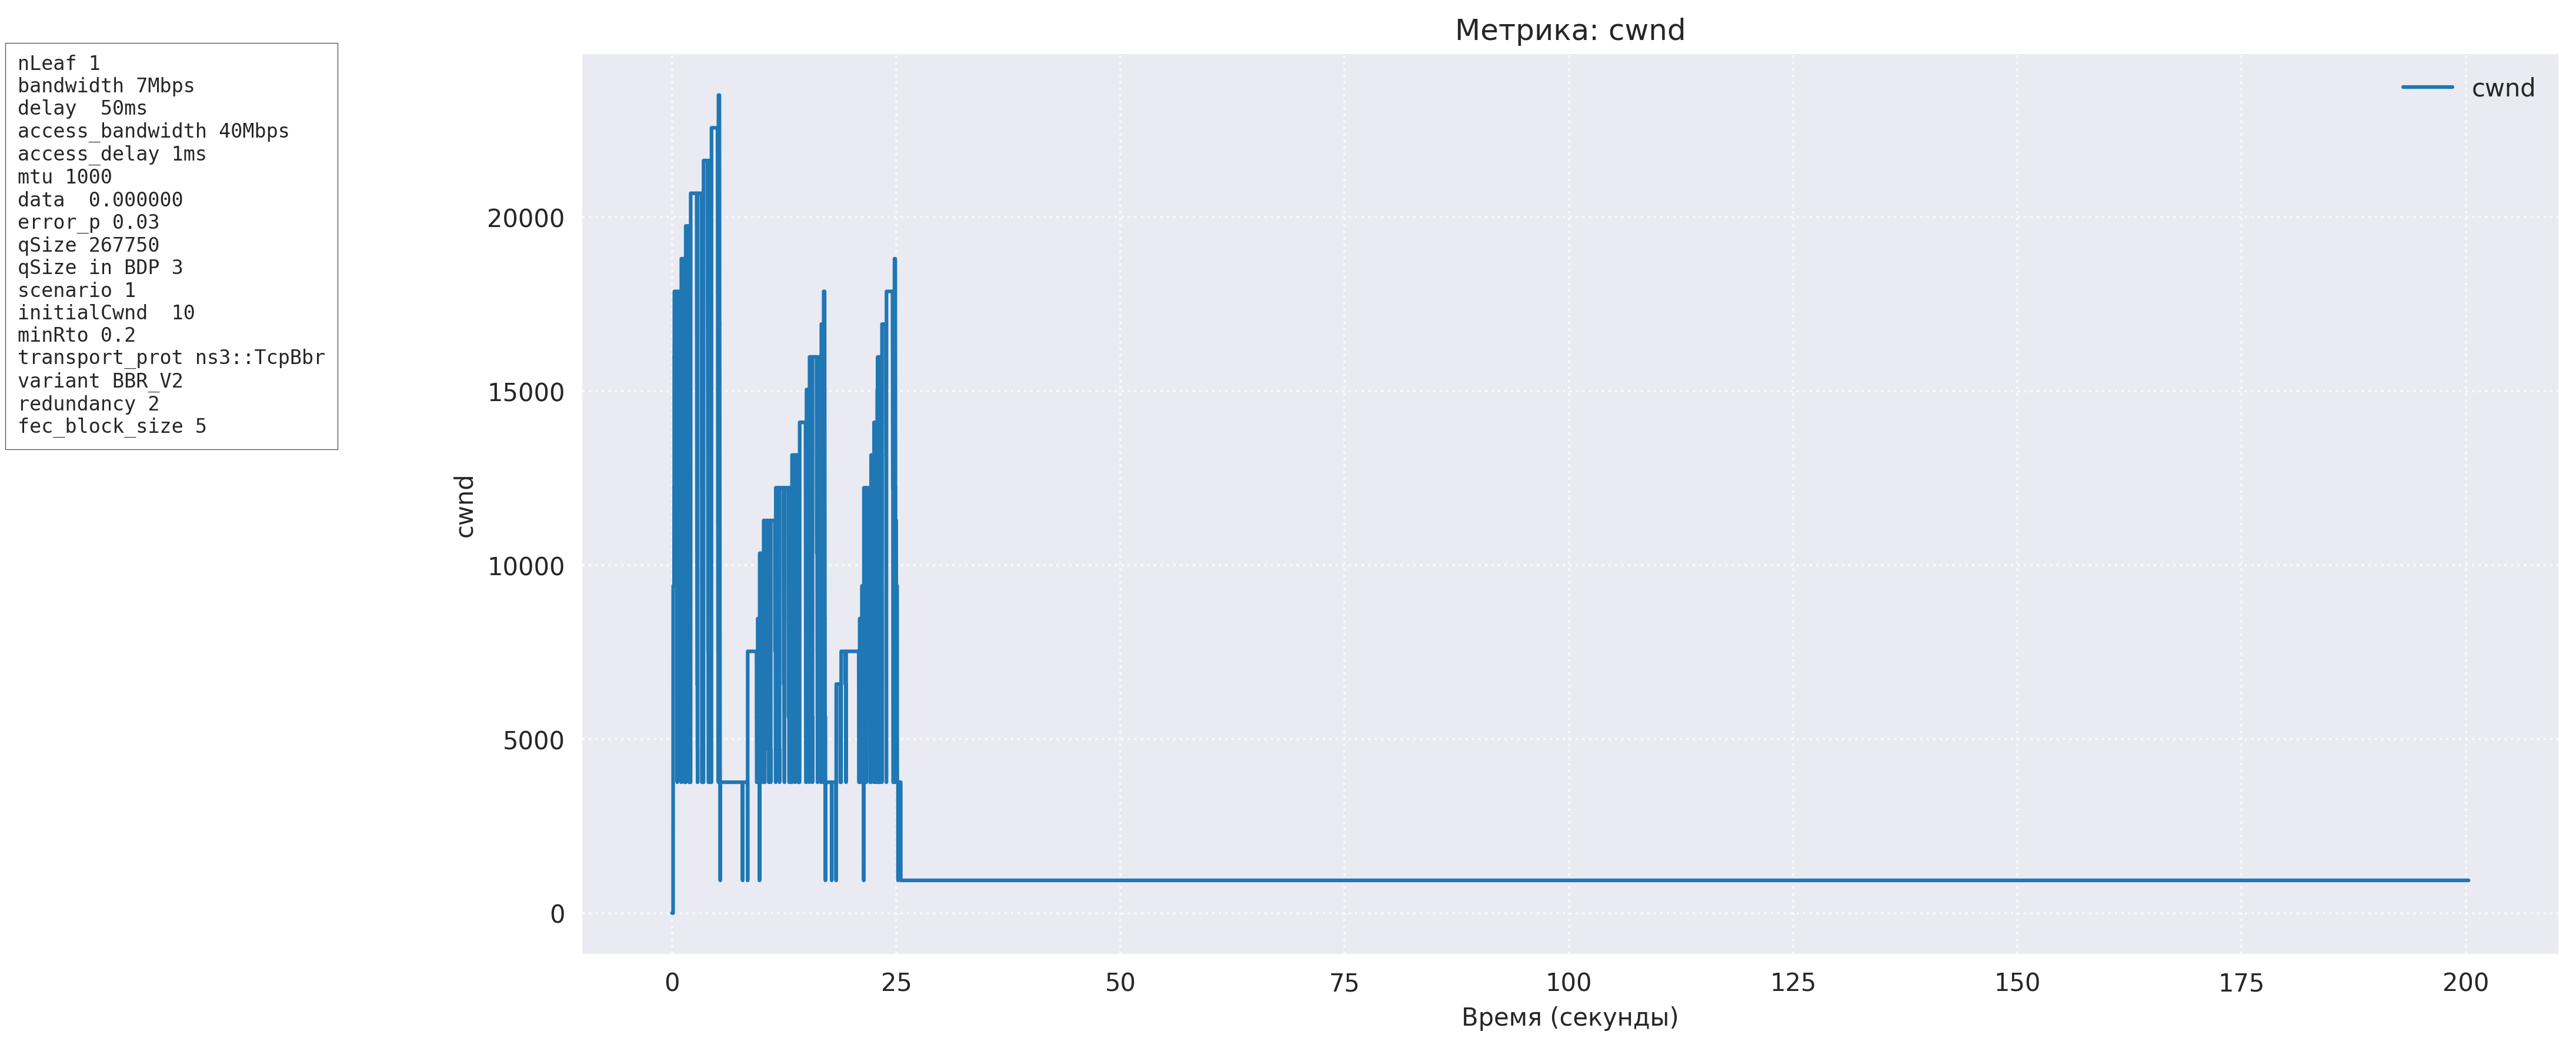 Метрика: cwnd
nLeaf 1
bandwidth 7Mbps
delay  50ms
access_bandwidth 40Mbps
access_delay 1ms
mtu 1000
data  0.000000
error_p 0.03
qSize 267750
qSize in BDP 3
scenario 1
initialCwnd  10
minRto 0.2
transport_prot ns3::TcpBbr
variant BBR_V2
redundancy 2
fec_block_size 5
cwnd
cwnd
20000
15000
10000
5000
0
0 25 50 75 100 125 150 175 200
Время (секунды)